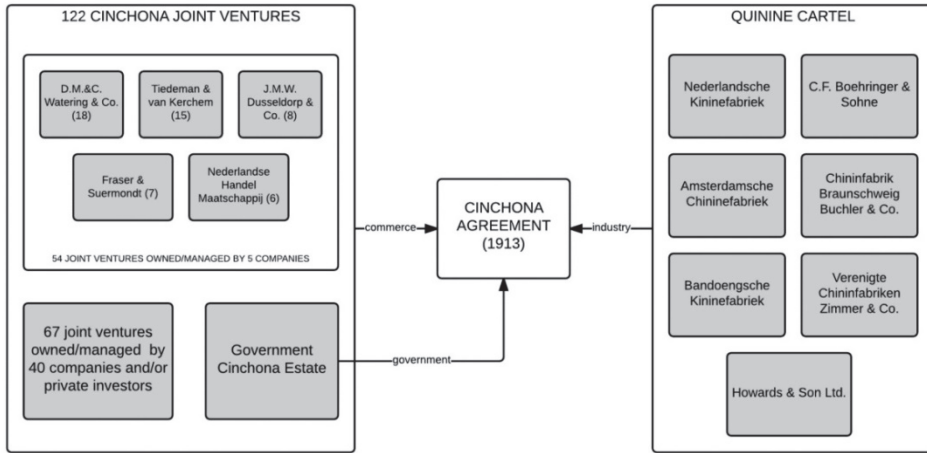 122 CINCHONA JOINT VENTURES
D.M.&C.
Watering & Co.
(18)
Tiedeman &
van Kerchem
(15)
J.M.W.
Dusseldorp &
Co. (8)
Fraser &
Suermondt (7)
Nederlandse
Handel
Maatschappij (6)
54 JOINT VENTURES OWNED/MANAGED BY 5 COMPANIES
67 joint ventures
owned/managed by
40 companies and/or
private investors
Government
Cinchona Estate
commerce
government
CINCHONA
AGREEMENT
(1913)
industry
QUININE CARTEL
Nederlandsche
Kininefabriek
C.F. Boehringer &
Sohne
Amsterdamsche
Chininefabriek
Chininfabrik
Braunschweig
Buchler & Co.
Bandoengsche
Kininefabriek
Verenigte
Chininfabriken
Zimmer & Co.
Howards & Son Ltd.